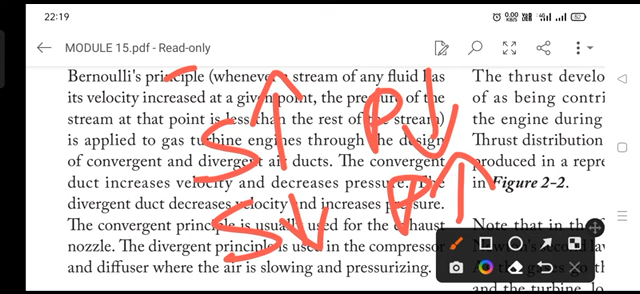 22:19
0.00 KB/S
MODULE 15.pdf - Read-only
Bernoulli's principle (whenever a stream of any fluid has
its velocity increased at a given point, the pressure of the
stream at that point is less than the rest of the stream)
is applied to gas turbine engines through the design
of convergent and divergent air ducts. The convergent
duct increases velocity and decreases pressure. The
divergent duct decreases velocity and increases pressure.
The convergent principle is usually used for the exhaust
nozzle. The divergent principle is used in the compressor
and diffuser where the air is slowing and pressurizing.
The thrust develo
of as being contri
the engine during
Thrust distribution
produced in a repre
in Figure 2-2.
Note that in the f
and the turbine, lo
S↑ P↓
S↓ P↑